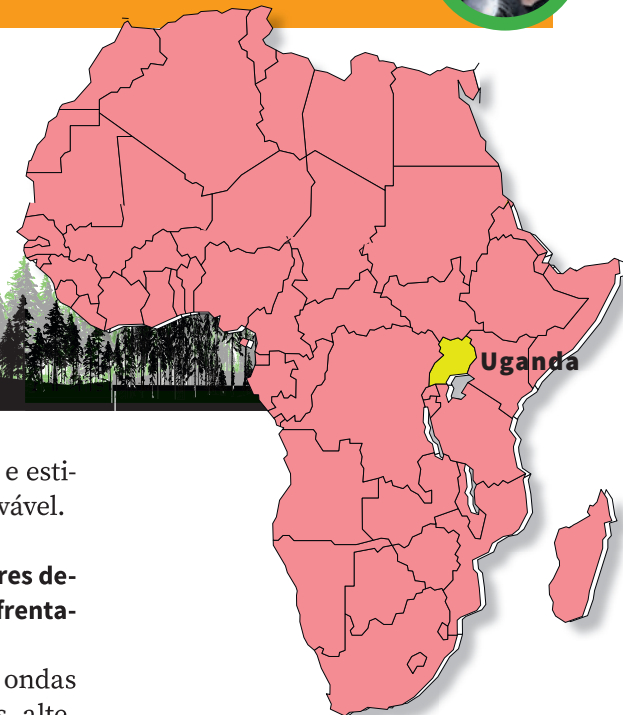 Uganda
e esti-
vável.
res de-
frenta-
ondas